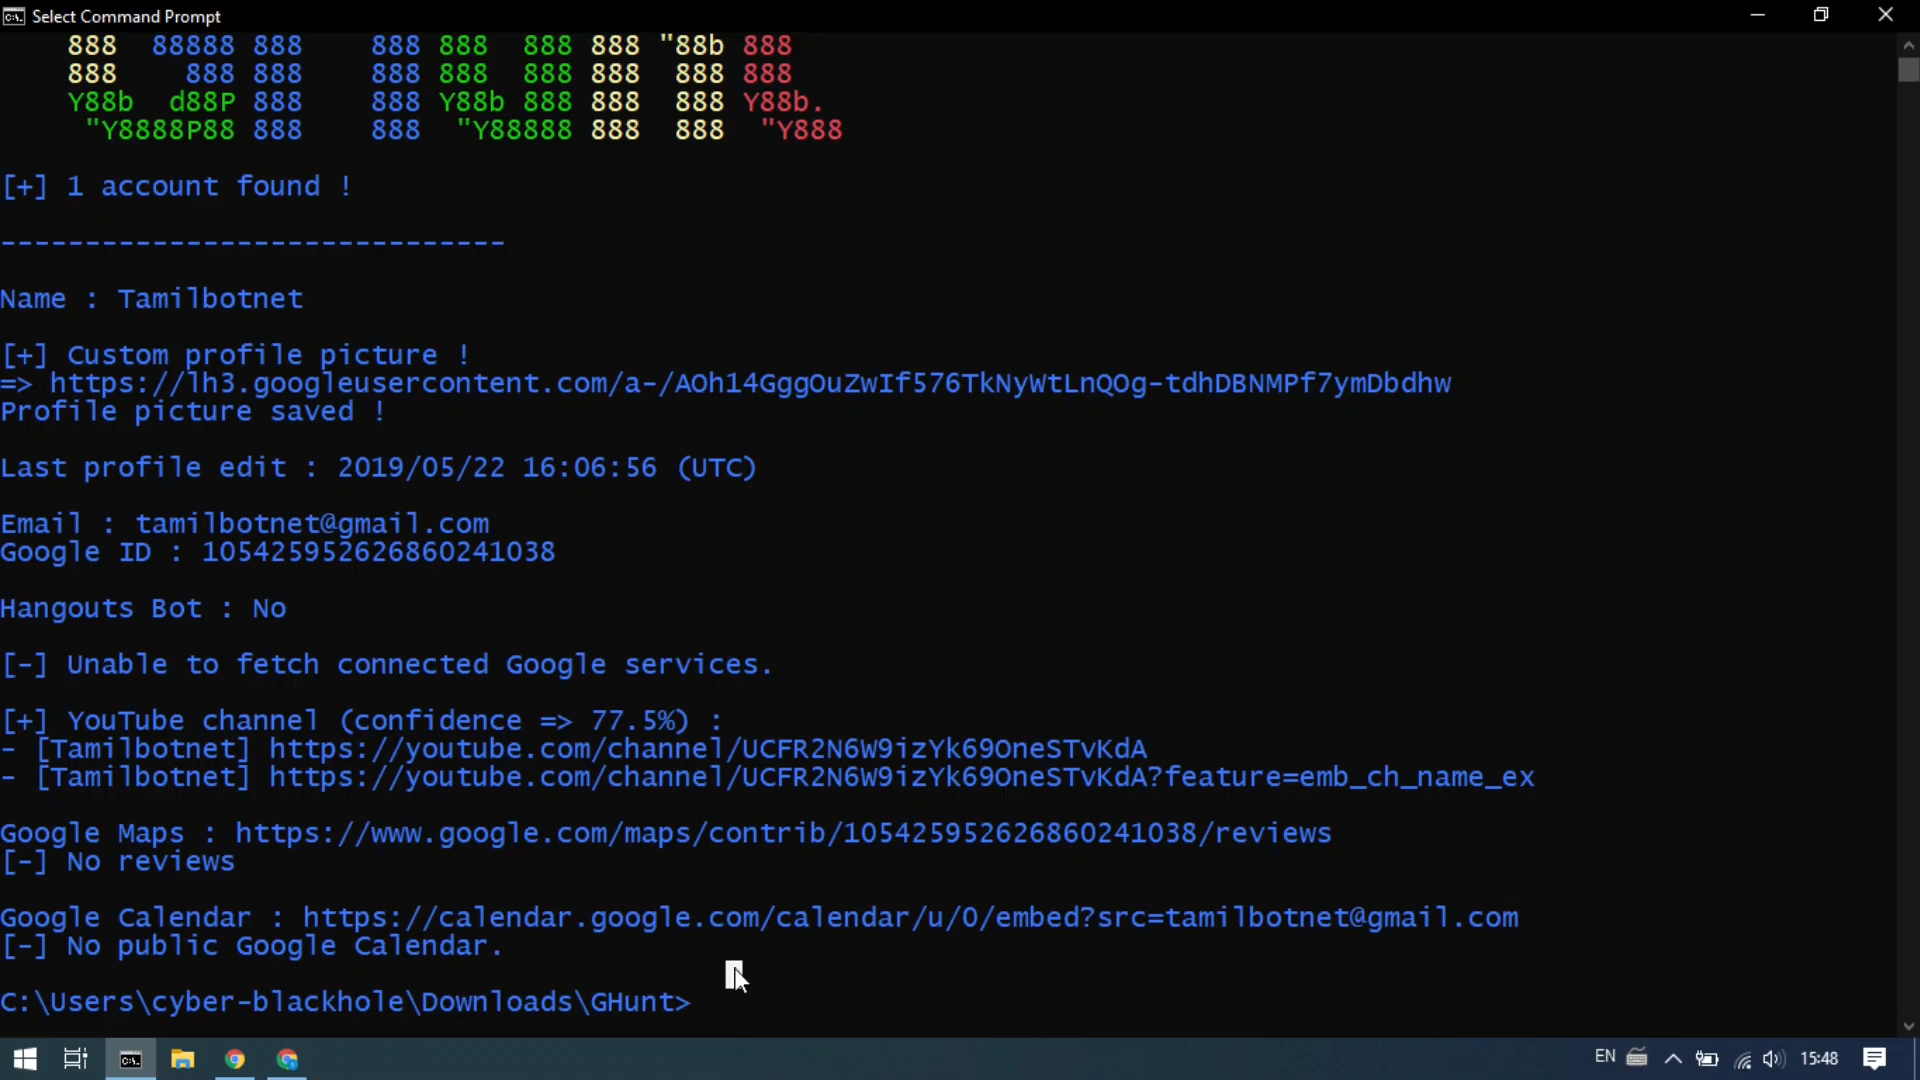 Select Command Prompt
888  88888 888    888 888  888 888 "88b 888
888    888 888    888 888  888 888  888 888
Y88b  d88P 888    888 Y88b 888 888  888 Y88b.
"Y8888P88 888    888  "Y88888 888  888  "Y888
[+] 1 account found !
------------------------------
Name : Tamilbotnet
[+] Custom profile picture !
=> https://lh3.googleusercontent.com/a-/AOh14GggOuZwIf576TkNyWtLnQOg-tdhDBNMPf7ymDbdhw
Profile picture saved !
Last profile edit : 2019/05/22 16:06:56 (UTC)
Email : tamilbotnet@gmail.com
Google ID : 105425952626860241038
Hangouts Bot : No
[-] Unable to fetch connected Google services.
[+] YouTube channel (confidence => 77.5%) :
- [Tamilbotnet] https://youtube.com/channel/UCFR2N6W9izYk69OneSTvKdA
- [Tamilbotnet] https://youtube.com/channel/UCFR2N6W9izYk69OneSTvKdA?feature=emb_ch_name_ex
Google Maps : https://www.google.com/maps/contrib/105425952626860241038/reviews
[-] No reviews
Google Calendar : https://calendar.google.com/calendar/u/0/embed?src=tamilbotnet@gmail.com
[-] No public Google Calendar.
C:\Users\cyber-blackhole\Downloads\GHunt>
EN 15:48